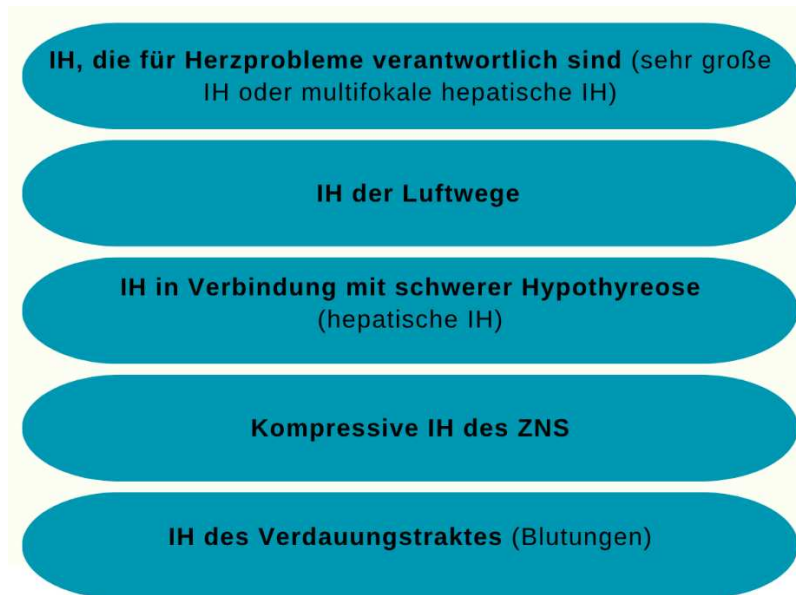 IH, die für Herzprobleme verantwortlich sind (sehr große
IH oder multifokale hepatische IH)
IH der Luftwege
IH in Verbindung mit schwerer Hypothyreose
(hepatische IH)
Kompressive IH des ZNS
IH des Verdauungstraktes (Blutungen)